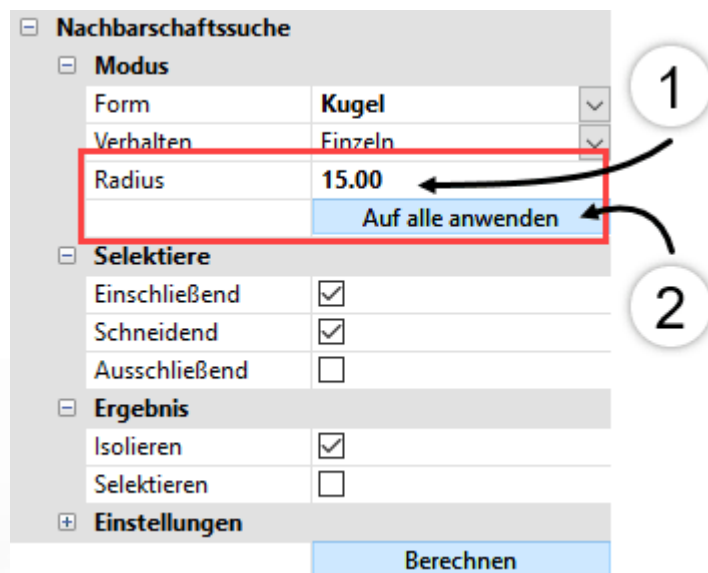 Nachbarschaftssuche
Modus
Form Kugel
Verhalten Einzeln
Radius 15.00
Auf alle anwenden
Selektiere
Einschließend
Schneidend
Ausschließend
Ergebnis
Isolieren
Selektieren
Einstellungen
Berechnen
1
2